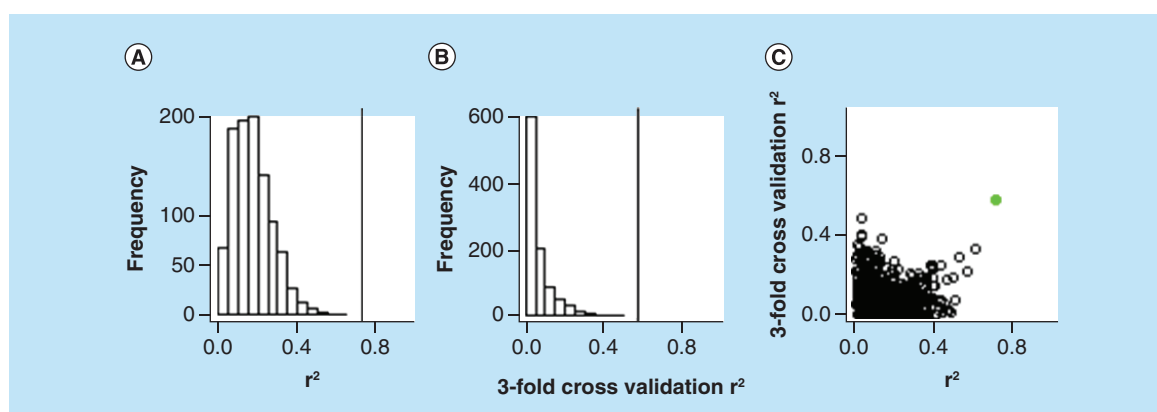 A
Frequency
200
100
50
0
0.0 0.4 0.8
r²
B
Frequency
600
400
200
0
0.0 0.4 0.8
3-fold cross validation r²
C
3-fold cross validation r²
0.8
0.4
0.0
0.0 0.4 0.8
r²